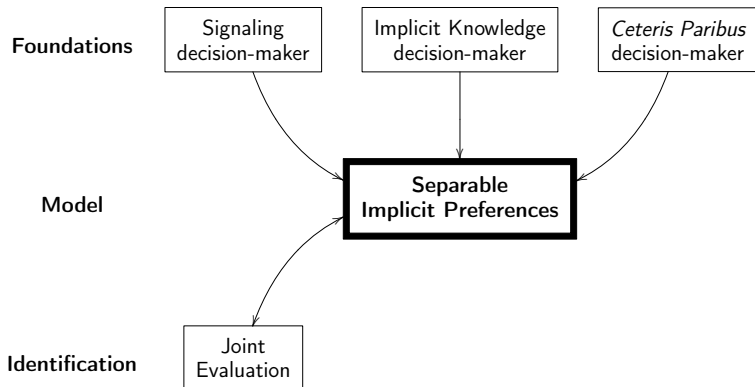 Foundations
Signaling
decision-maker
Implicit Knowledge
decision-maker
Ceteris Paribus
decision-maker
Model
Separable
Implicit Preferences
Identification
Joint
Evaluation